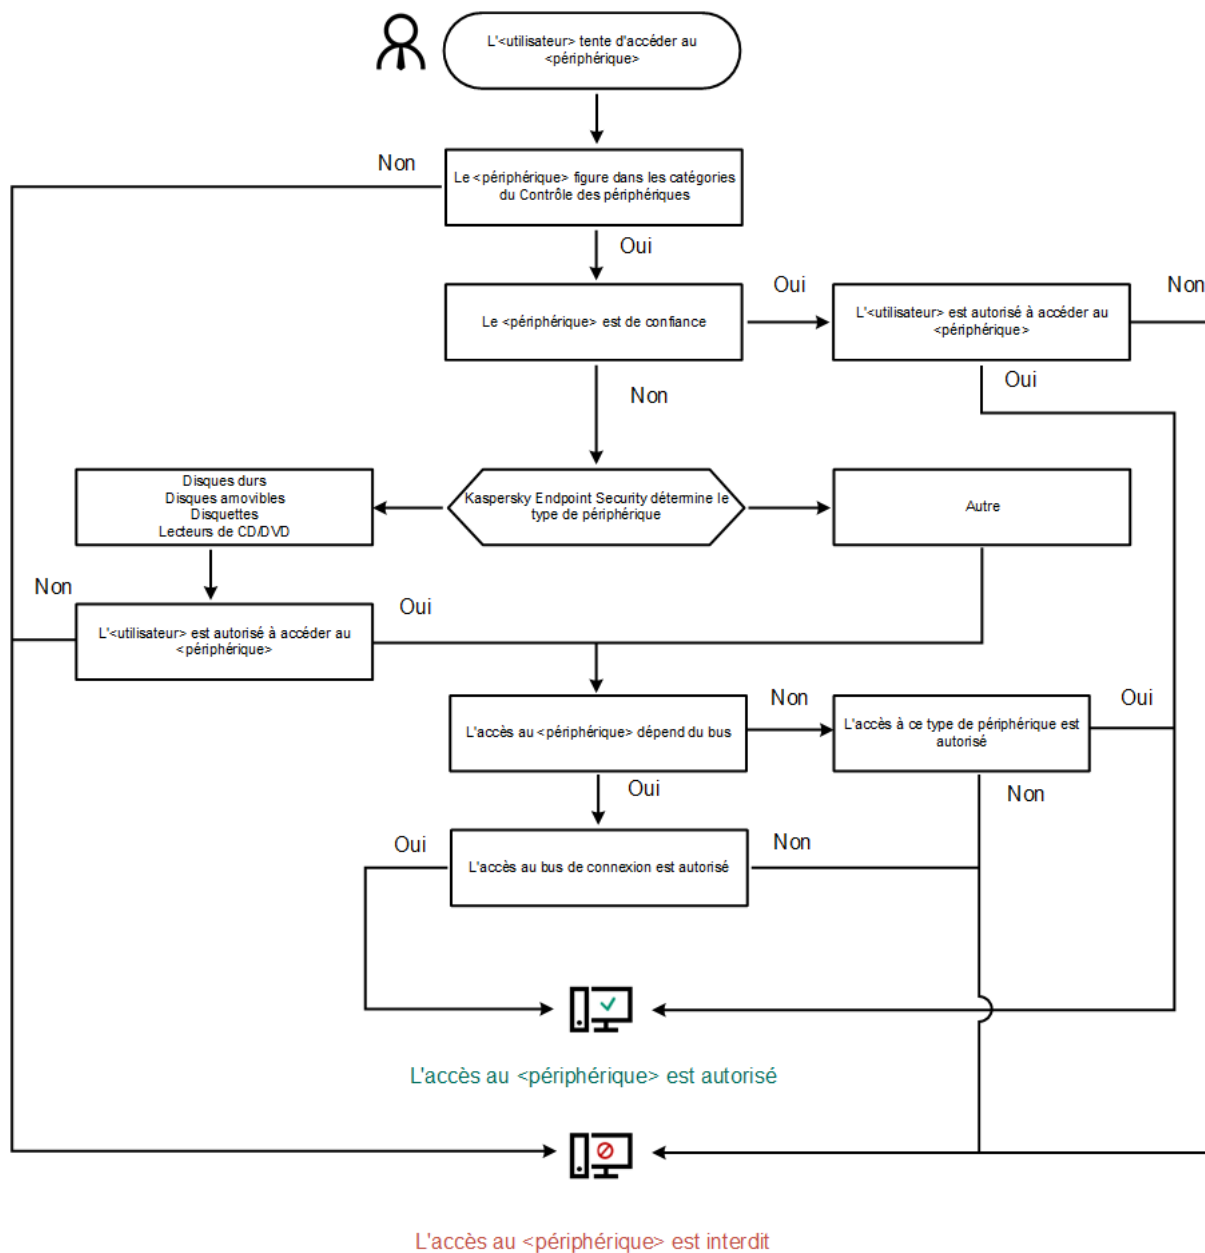 L'<utilisateur> tente d'accéder au
<périphérique>
Non
Le <périphérique> figure dans les catégories
du Contrôle des périphériques
Oui
Le <périphérique> est de confiance
Oui
L'<utilisateur> est autorisé à accéder au
<périphérique>
Non
Oui
Non
Disques durs
Disques amovibles
Disquettes
Lecteurs de CD/DVD
Kaspersky Endpoint Security détermine le
type de périphérique
Autre
Non
L'<utilisateur> est autorisé à accéder au
<périphérique>
Oui
L'accès au <périphérique> dépend du bus
Non
L'accès à ce type de périphérique est
autorisé
Oui
Oui
Non
Oui
L'accès au bus de connexion est autorisé
Non
L'accès au <périphérique> est autorisé
L'accès au <périphérique> est interdit